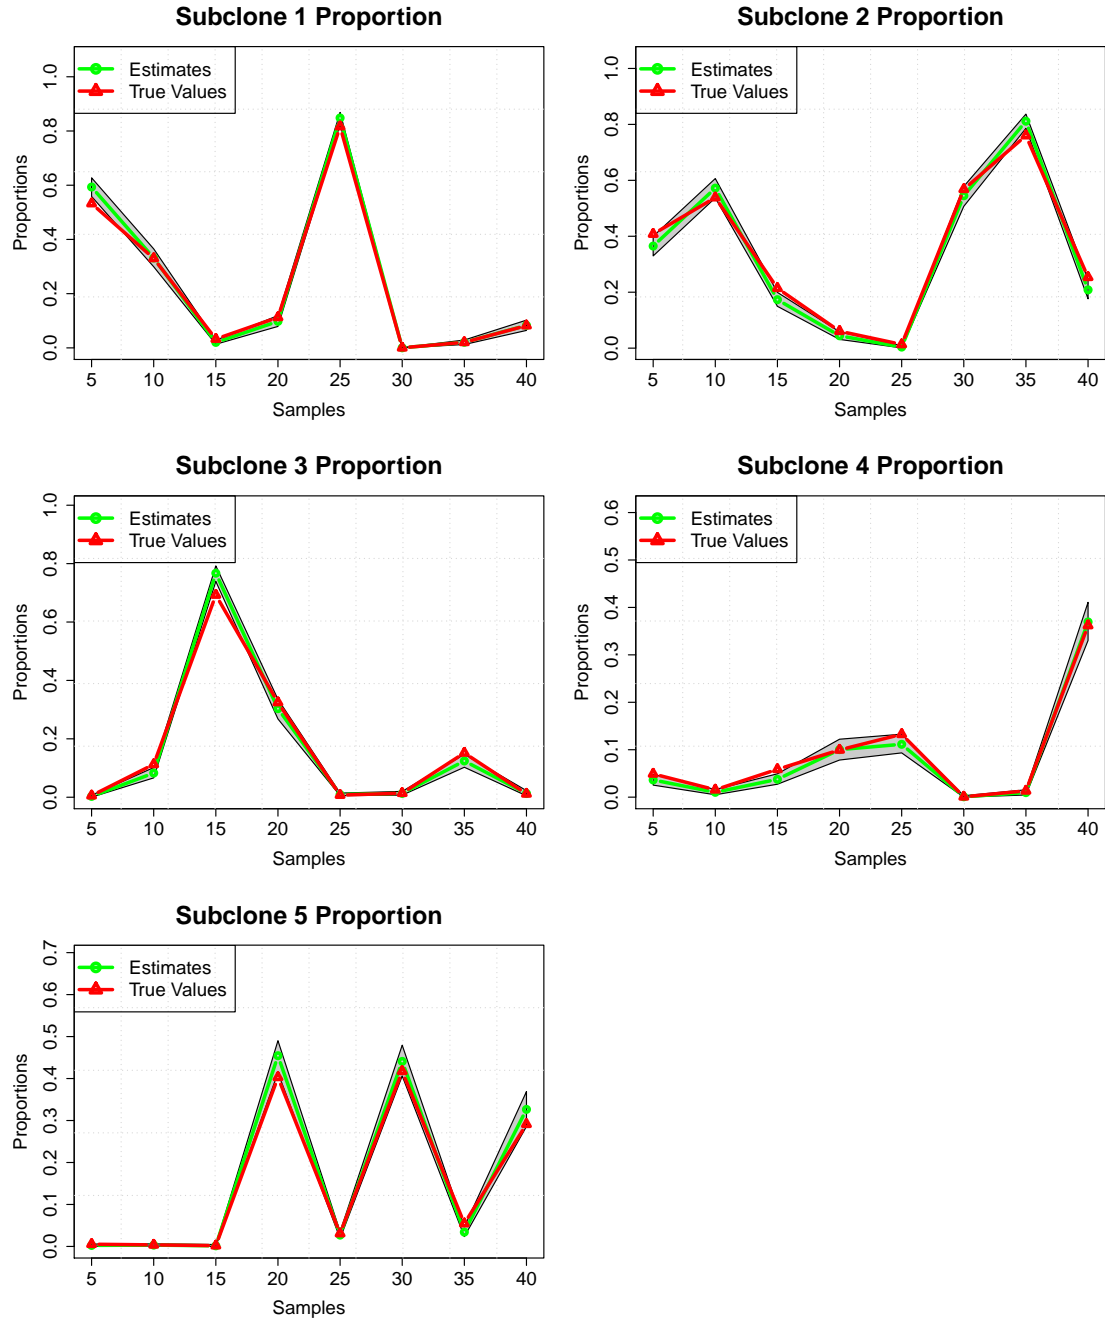 Subclone 1 Proportion
Proportions
0.0 0.2 0.4 0.6 0.8 1.0
Estimates
True Values
5 10 15 20 25 30 35 40
Samples
Subclone 2 Proportion
Proportions
0.0 0.2 0.4 0.6 0.8 1.0
Estimates
True Values
5 10 15 20 25 30 35 40
Samples
Subclone 3 Proportion
Proportions
0.0 0.2 0.4 0.6 0.8 1.0
Estimates
True Values
5 10 15 20 25 30 35 40
Samples
Subclone 4 Proportion
Proportions
0.0 0.1 0.2 0.3 0.4 0.5 0.6
Estimates
True Values
5 10 15 20 25 30 35 40
Samples
Subclone 5 Proportion
Proportions
0.0 0.1 0.2 0.3 0.4 0.5 0.6 0.7
Estimates
True Values
5 10 15 20 25 30 35 40
Samples